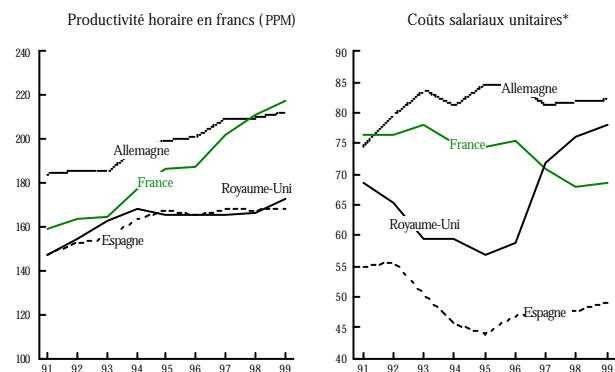 Productivité horaire en francs (PPM)
240
220
200
180
160
140
120
100
91 92 93 94 95 96 97 98 99
Allemagne
France
Royaume-Uni
Espagne
Coûts salariaux unitaires*
90
85
80
75
70
65
60
55
50
45
40
91 92 93 94 95 96 97 98 99
Allemagne
France
Royaume-Uni
Espagne